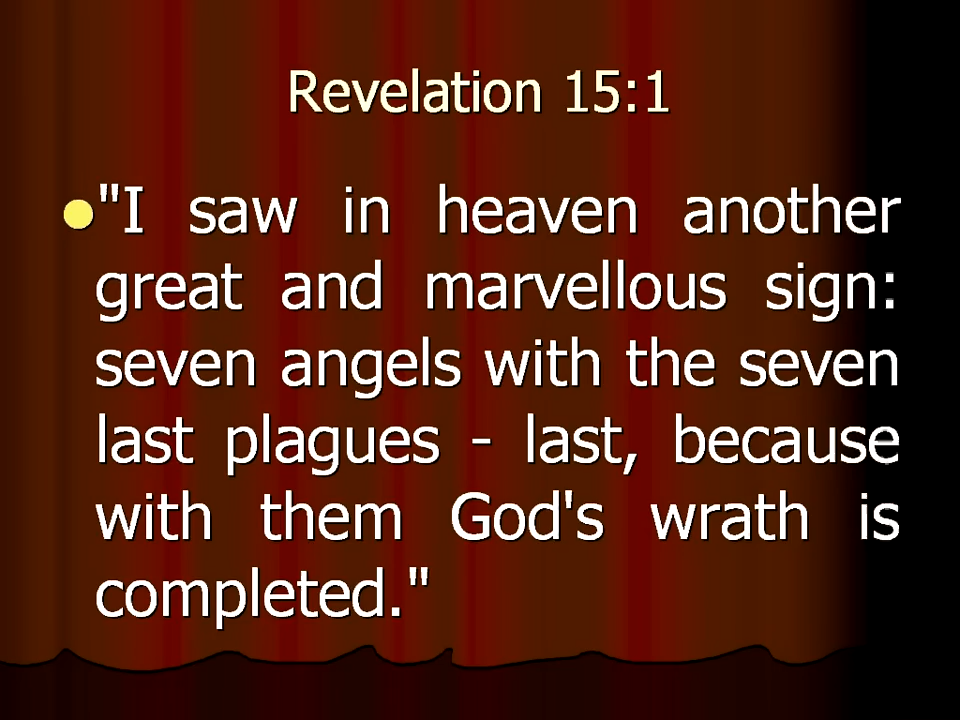 Revelation 15:1
"I saw in heaven another
great and marvellous sign:
seven angels with the seven
last plagues - last, because
with them God's wrath is
completed."